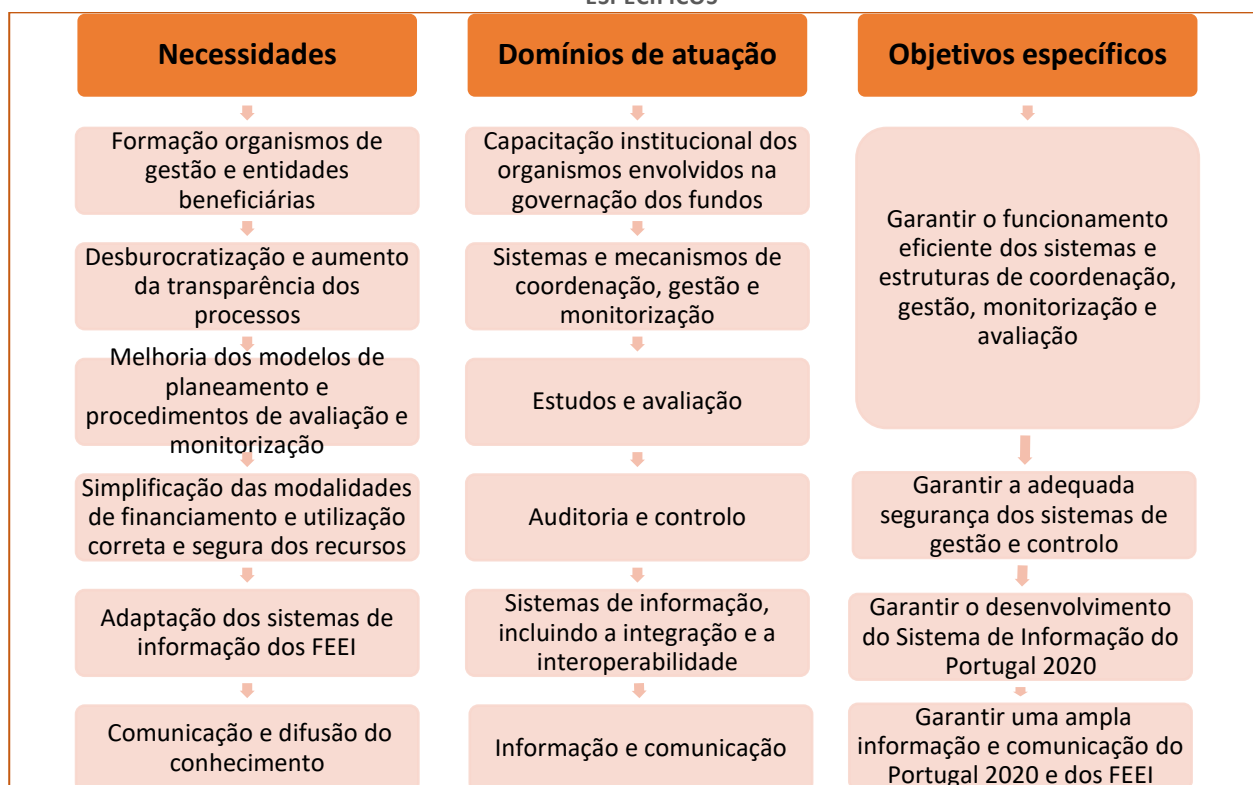 ESPECÍFICOS
Necessidades
Formação organismos de
gestão e entidades
beneficiárias
Desburocratização e aumento
da transparência dos
processos
Melhoria dos modelos de
planeamento e
procedimentos de avaliação e
monitorização
Simplificação das modalidades
de financiamento e utilização
correta e segura dos recursos
Adaptação dos sistemas de
informação dos FEEI
Comunicação e difusão do
conhecimento
Domínios de atuação
Capacitação institucional dos
organismos envolvidos na
governação dos fundos
Sistemas e mecanismos de
coordenação, gestão e
monitorização
Estudos e avaliação
Auditoria e controlo
Sistemas de informação,
incluindo a integração e a
interoperabilidade
Informação e comunicação
Objetivos específicos
Garantir o funcionamento
eficiente dos sistemas e
estruturas de coordenação,
gestão, monitorização e
avaliação
Garantir a adequada
segurança dos sistemas de
gestão e controlo
Garantir o desenvolvimento
do Sistema de Informação do
Portugal 2020
Garantir uma ampla
informação e comunicação do
Portugal 2020 e dos FEEI